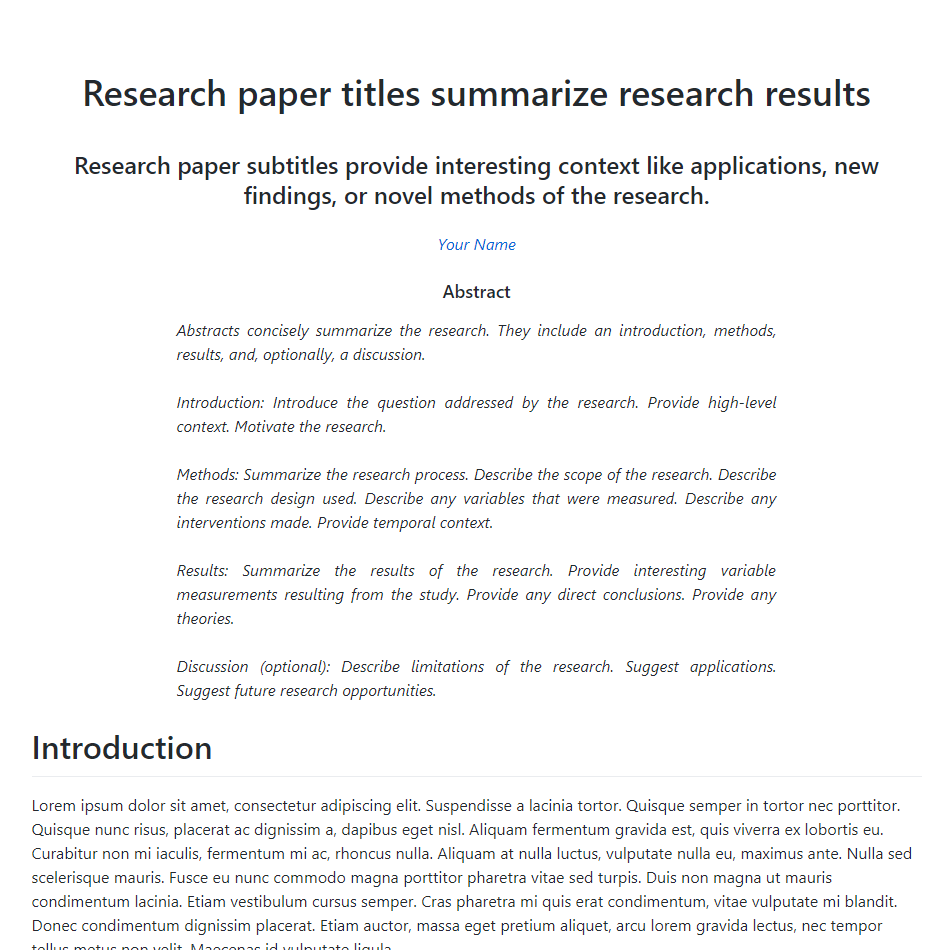 Research paper titles summarize research results
Research paper subtitles provide interesting context like applications, new
findings, or novel methods of the research.
Your Name
Abstract
Abstracts concisely summarize the research. They include an introduction, methods,
results, and, optionally, a discussion.
Introduction: Introduce the question addressed by the research. Provide high-level
context. Motivate the research.
Methods: Summarize the research process. Describe the scope of the research. Describe
the research design used. Describe any variables that were measured. Describe any
interventions made. Provide temporal context.
Results: Summarize the results of the research. Provide interesting variable
measurements resulting from the study. Provide any direct conclusions. Provide any
theories.
Discussion (optional): Describe limitations of the research. Suggest applications.
Suggest future research opportunities.
Introduction
Lorem ipsum dolor sit amet, consectetur adipiscing elit. Suspendisse a lacinia tortor. Quisque semper in tortor nec porttitor.
Quisque nunc risus, placerat ac dignissim a, dapibus eget nisl. Aliquam fermentum gravida est, quis viverra ex lobortis eu.
Curabitur non mi iaculis, fermentum mi ac, rhoncus nulla. Aliquam at nulla luctus, vulputate nulla eu, maximus ante. Nulla sed
scelerisque mauris. Fusce eu nunc commodo magna porttitor pharetra vitae sed turpis. Duis non magna ut mauris
condimentum lacinia. Etiam vestibulum cursus semper. Cras pharetra mi quis erat condimentum, vitae vulputate mi blandit.
Donec condimentum dignissim placerat. Etiam auctor, massa eget pretium aliquet, arcu lorem gravida lectus, nec tempor
tellus metus non velit. Maecenas id vulputate ligula.